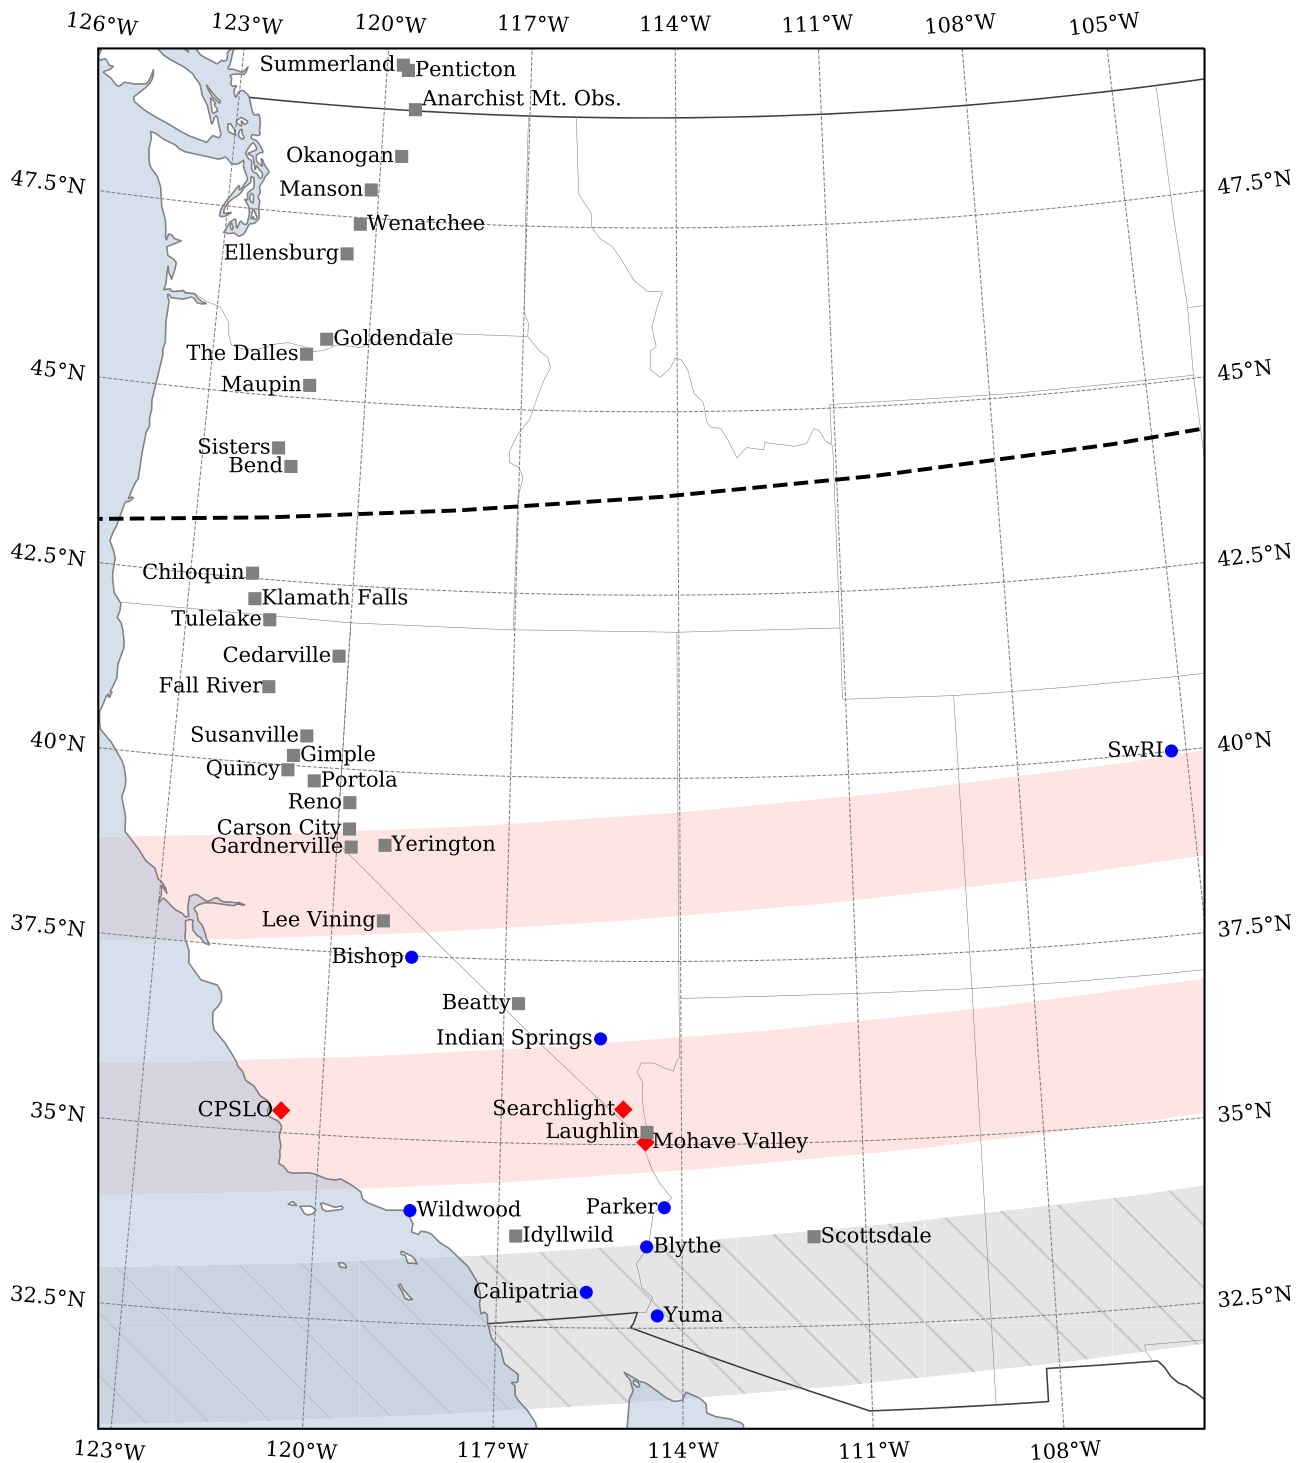 126°W 123°W 120°W 117°W 114°W 111°W 108°W 105°W
Summerland
Penticton
Anarchist Mt. Obs.
Okanogan
47.5°N
47.5°N
Manson
Wenatchee
Ellensburg
Goldendale
The Dalles
45°N
45°N
Maupin
Sisters
Bend
42.5°N
42.5°N
Chiloquin
Klamath Falls
Tulelake
Cedarville
Fall River
Susanville
40°N
40°N
SwRI
Gimple
Quincy
Portola
Reno
Carson City
Gardnerville
Yerington
Lee Vining
37.5°N
37.5°N
Bishop
Beatty
Indian Springs
35°N
35°N
CPSLO
Searchlight
Laughlin
Mohave Valley
Wildwood
Parker
Idyllwild
Scottsdale
Blythe
Calipatria
32.5°N
32.5°N
Yuma
123°W 120°W 117°W 114°W 111°W 108°W